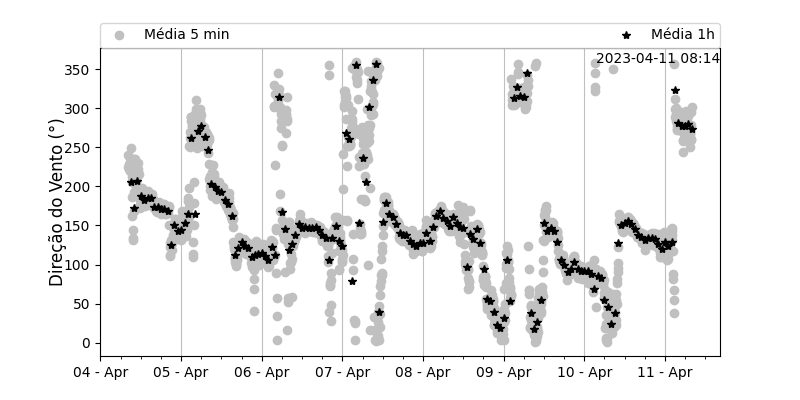 Média 5 min
Média 1h
2023-04-11 08:14
Direção do Vento (°)
350
300
250
200
150
100
50
0
04 - Apr
05 - Apr
06 - Apr
07 - Apr
08 - Apr
09 - Apr
10 - Apr
11 - Apr